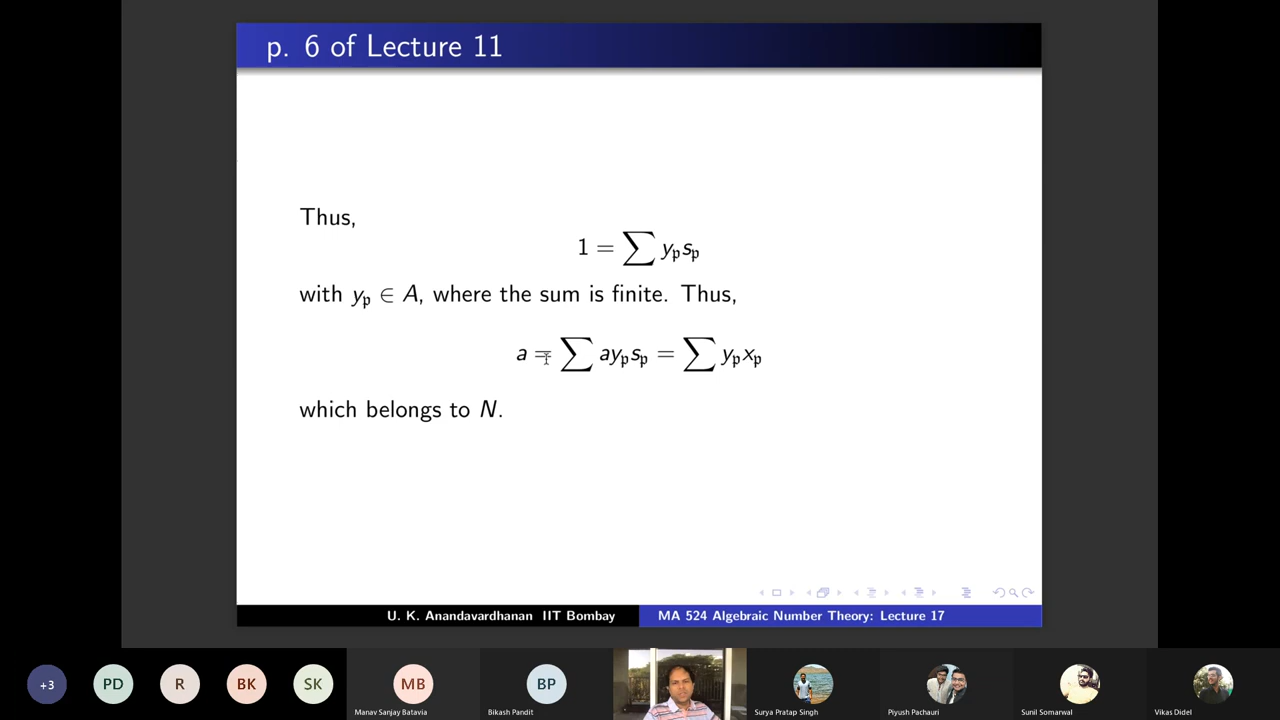 p. 6 of Lecture 11
Thus,
1 = ∑ y𝔭s𝔭
with y𝔭 ∈ A, where the sum is finite. Thus,
a = ∑ ay𝔭s𝔭 = ∑ y𝔭x𝔭
which belongs to N.
U. K. Anandavardhanan IIT Bombay
MA 524 Algebraic Number Theory: Lecture 17
+3
PD
R
BK
SK
MB
BP
Manav Sanjay Batavia
Bikash Pandit
Surya Pratap Singh
Piyush Pachauri
Sunil Somarwal
Vikas Didel